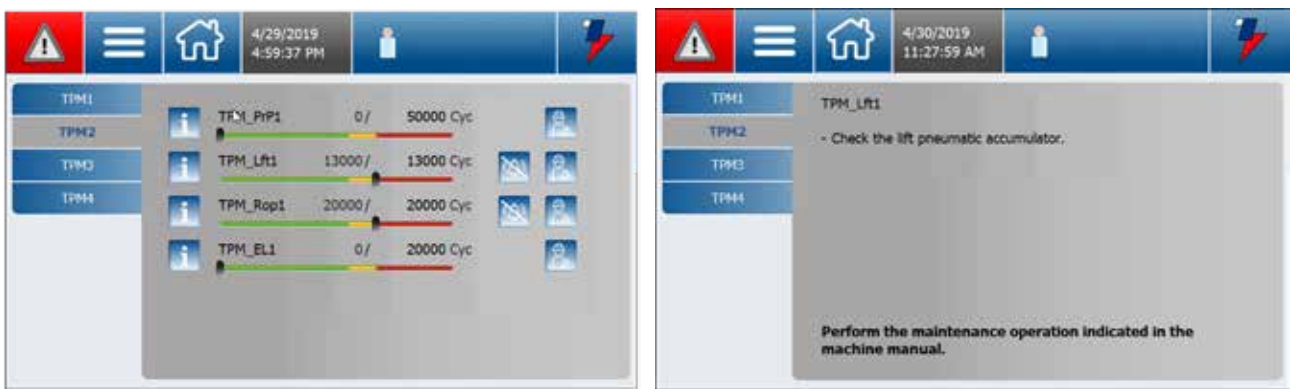 4/29/2019
4:59:37 PM
TPM1
TPM2
TPM3
TPM4
TPM_PrP1 0/ 50000 Cyc
TPM_Lft1 13000/ 13000 Cyc
TPM_Rop1 20000/ 20000 Cyc
TPM_EL1 0/ 20000 Cyc
4/30/2019
11:27:59 AM
TPM1
TPM2
TPM3
TPM4
TPM_Lft1
- Check the lift pneumatic accumulator.
Perform the maintenance operation indicated in the
machine manual.